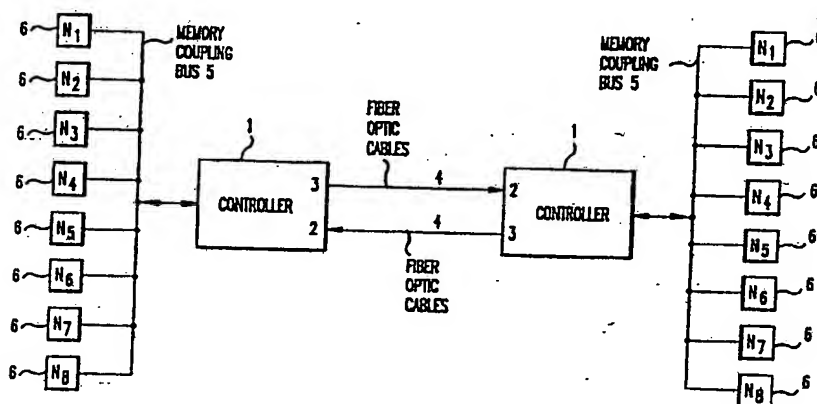 6 N1
6 N2
6 N3
6 N4
6 N5
6 N6
6 N7
6 N8
MEMORY
COUPLING
BUS 5
1
CONTROLLER
3
2
FIBER
OPTIC
CABLES
4
4
FIBER
OPTIC
CABLES
1
2
3
CONTROLLER
MEMORY
COUPLING
BUS 5
N1
N2 6
N3 6
N4 6
N5 6
N6 6
N7 6
N8 6